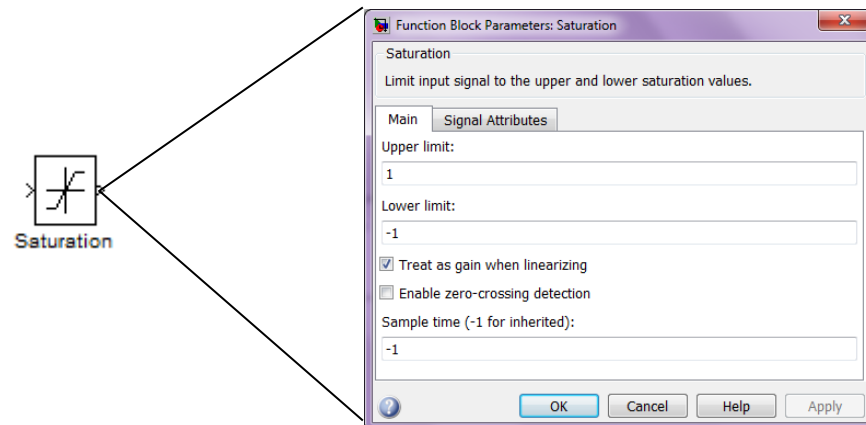 Function Block Parameters: Saturation
Saturation
Limit input signal to the upper and lower saturation values.
Main Signal Attributes
Upper limit:
1
Lower limit:
-1
Treat as gain when linearizing
Enable zero-crossing detection
Sample time (-1 for inherited):
-1
OK Cancel Help Apply
Saturation